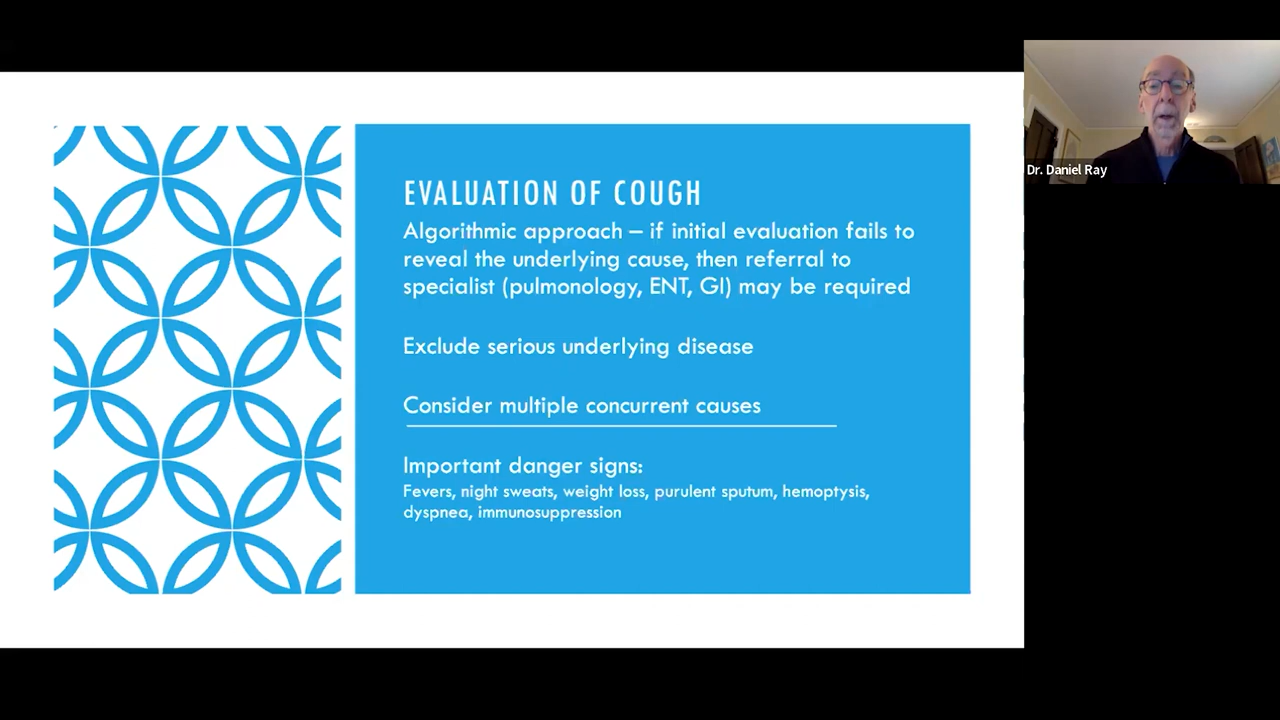 EVALUATION OF COUGH
Algorithmic approach – if initial evaluation fails to
reveal the underlying cause, then referral to
specialist (pulmonology, ENT, GI) may be required
Exclude serious underlying disease
Consider multiple concurrent causes
Important danger signs:
Fevers, night sweats, weight loss, purulent sputum, hemoptysis,
dyspnea, immunosuppression
Dr. Daniel Ray